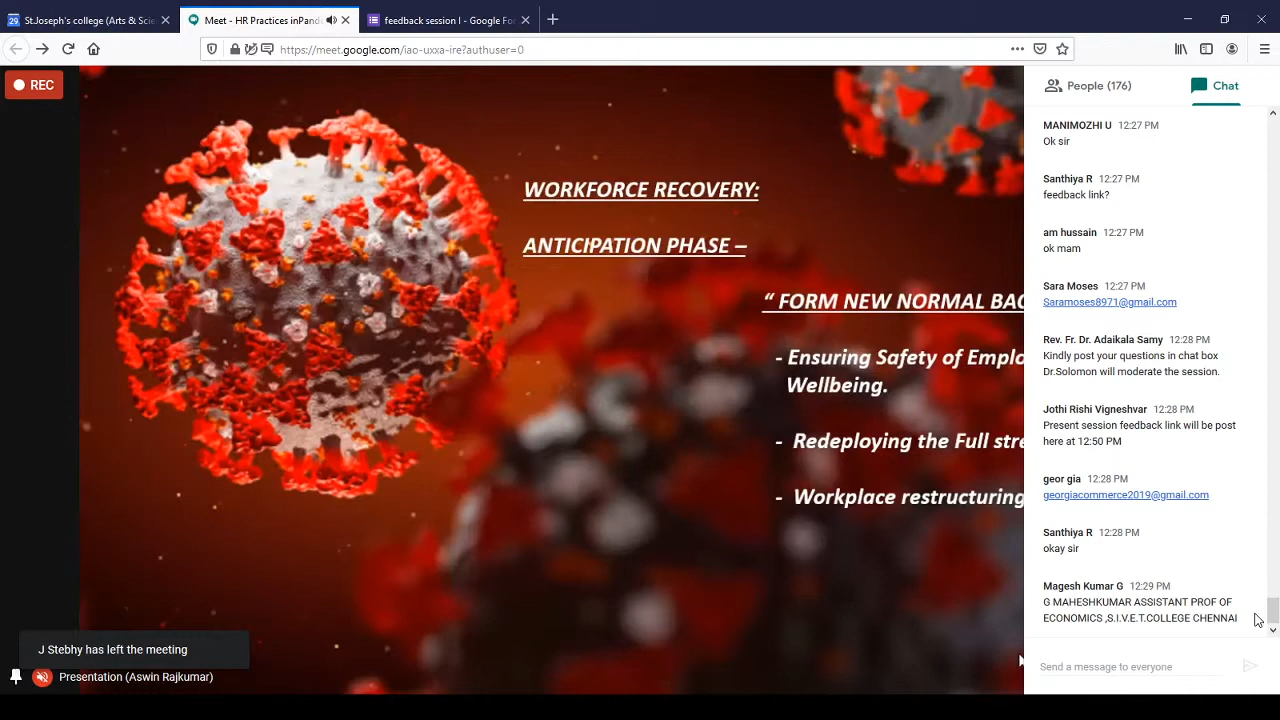 StJoseph's college (Arts & Scie
Meet - HR Practices inPand
feedback session I - Google Fo
https://meet.google.com/iao-uxxa-ire?authuser=0
REC
People (176)
Chat
WORKFORCE RECOVERY:
ANTICIPATION PHASE –
“ FORM NEW NORMAL BAC
- Ensuring Safety of Emplo
Wellbeing.
- Redeploying the Full stre
- Workplace restructuring
MANIMOZHI U 12:27 PM
Ok sir
Santhiya R 12:27 PM
feedback link?
am hussain 12:27 PM
ok mam
Sara Moses 12:27 PM
Saramoses8971@gmail.com
Rev. Fr. Dr. Adaikala Samy 12:28 PM
Kindly post your questions in chat box
Dr.Solomon will moderate the session.
Jothi Rishi Vigneshvar 12:28 PM
Present session feedback link will be post
here at 12:50 PM
geor gia 12:28 PM
georgiacommerce2019@gmail.com
Santhiya R 12:28 PM
okay sir
Magesh Kumar G 12:29 PM
G MAHESHKUMAR ASSISTANT PROF OF
ECONOMICS ,S.I.V.E.T.COLLEGE CHENNAI
Send a message to everyone
J Stebhy has left the meeting
Presentation (Aswin Rajkumar)